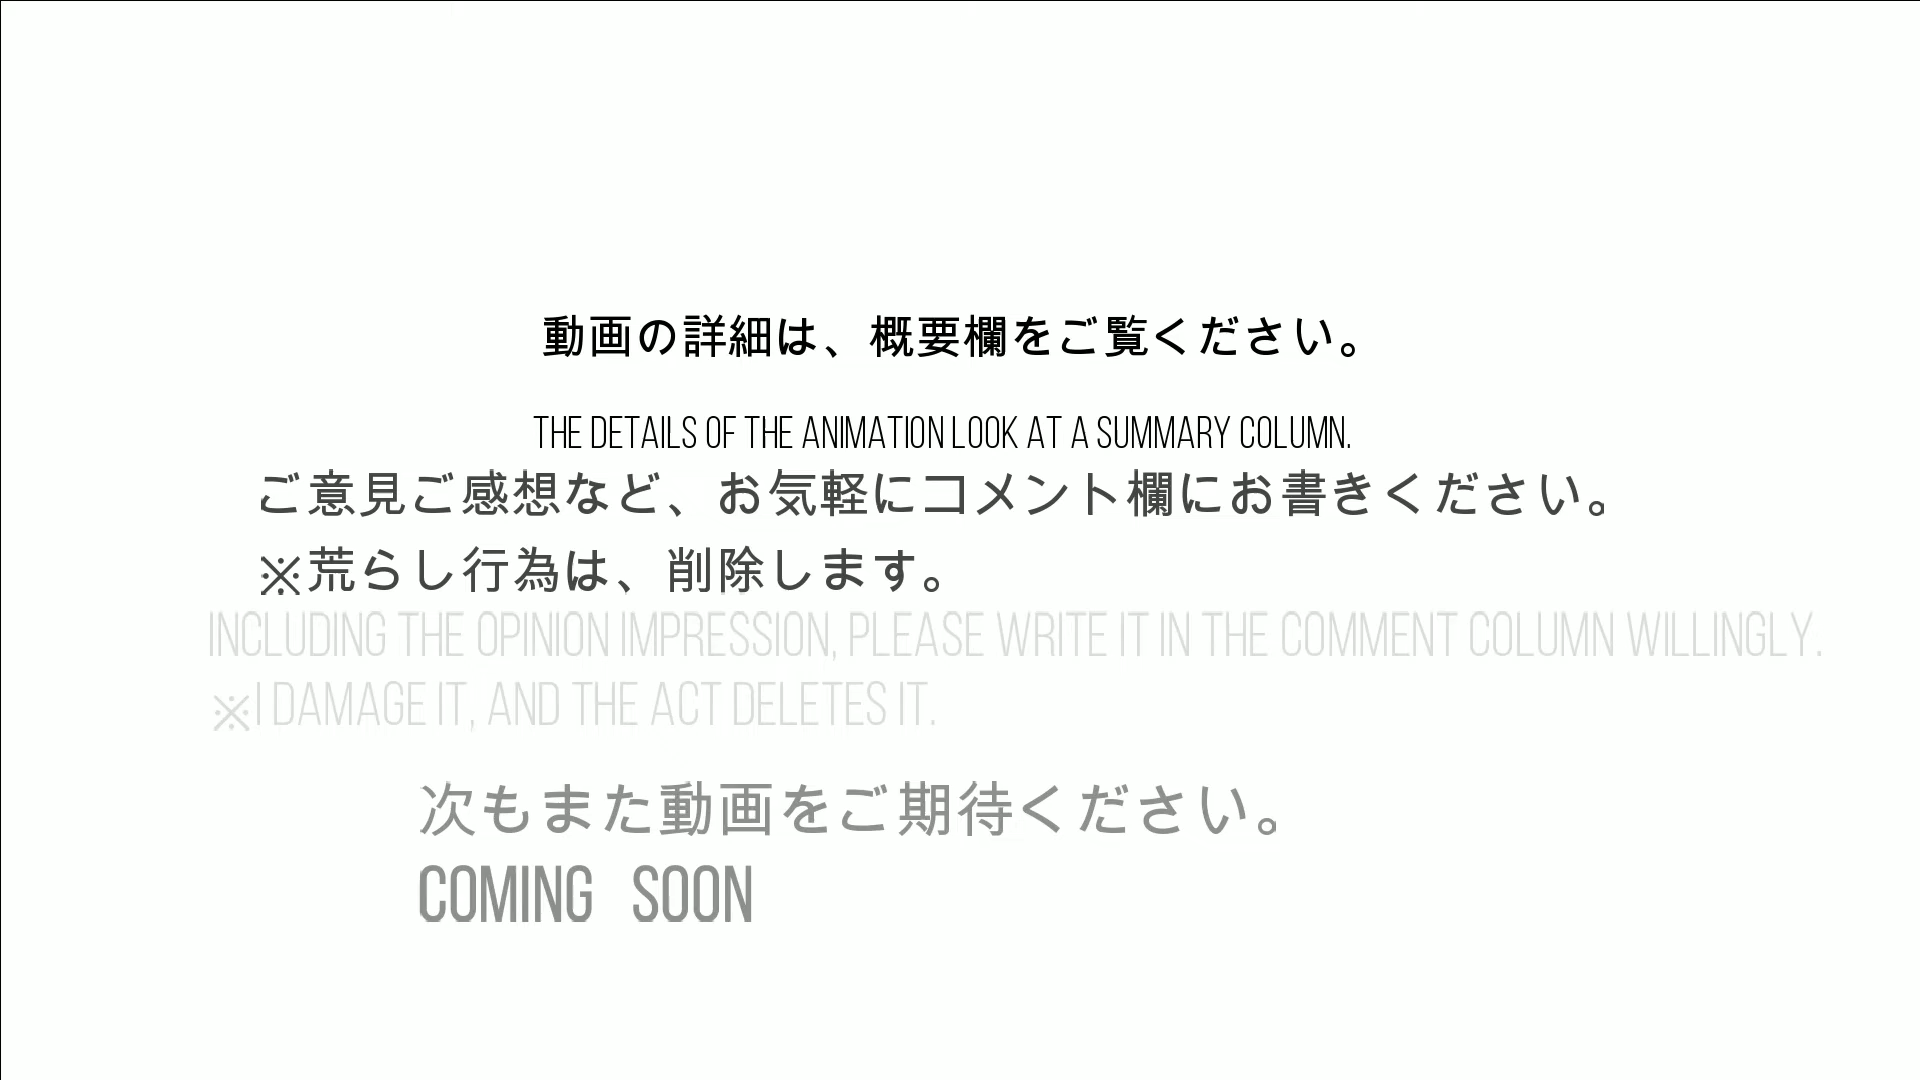 動画の詳細は、概要欄をご覧ください。
THE DETAILS OF THE ANIMATION LOOK AT A SUMMARY COLUMN.
ご意見ご感想など、お気軽にコメント欄にお書きください。
※荒らし行為は、削除します。
INCLUDING THE OPINION IMPRESSION, PLEASE WRITE IT IN THE COMMENT COLUMN WILLINGLY.
※I DAMAGE IT, AND THE ACT DELETES IT.
次もまた動画をご期待ください。
COMING SOON